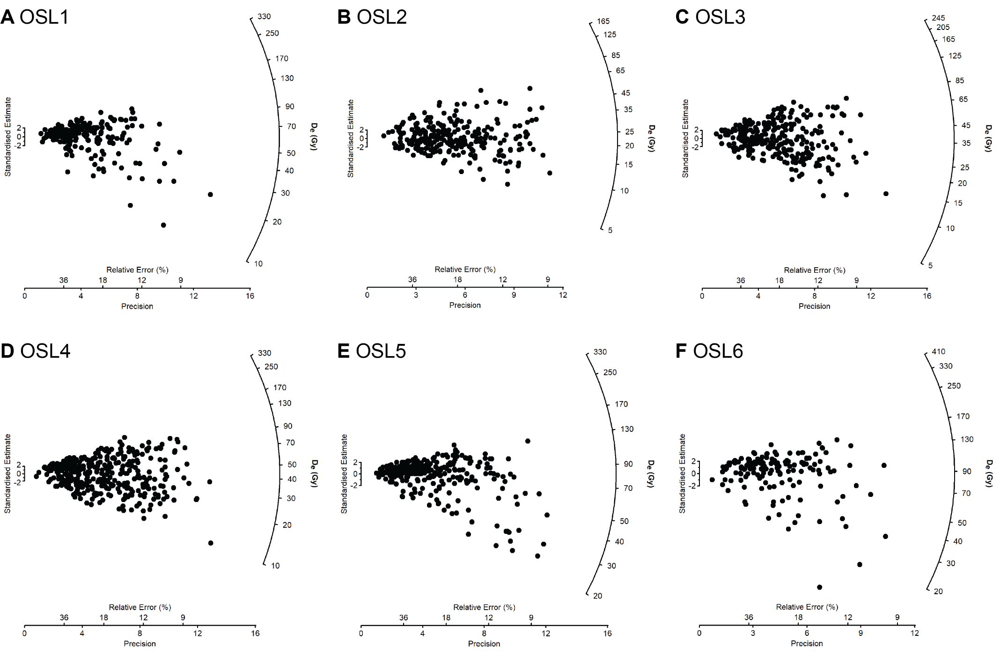 A OSL1
330
250
170
130
90
70
50
40
30
20
10
De (Gy)
Standardised Estimate
2
0
-2
Relative Error (%)
36 18 12 9
0 4 8 12 16
Precision
B OSL2
165
125
85
65
45
35
25
20
15
10
5
De (Gy)
Standardised Estimate
2
0
-2
Relative Error (%)
36 18 12 9
0 3 6 9 12
Precision
C OSL3
245
205
165
125
85
65
45
35
25
20
15
10
5
De (Gy)
Standardised Estimate
2
0
-2
Relative Error (%)
36 18 12 9
0 4 8 12 16
Precision
D OSL4
330
250
170
130
90
70
50
40
30
20
10
De (Gy)
Standardised Estimate
2
0
-2
Relative Error (%)
36 18 12 9
0 4 8 12 16
Precision
E OSL5
330
250
170
130
90
70
50
40
30
20
De (Gy)
Standardised Estimate
2
0
-2
Relative Error (%)
36 18 12 9
0 4 8 12 16
Precision
F OSL6
410
330
250
170
130
90
70
50
40
30
20
De (Gy)
Standardised Estimate
2
0
-2
Relative Error (%)
36 18 12 9
0 3 6 9 12
Precision